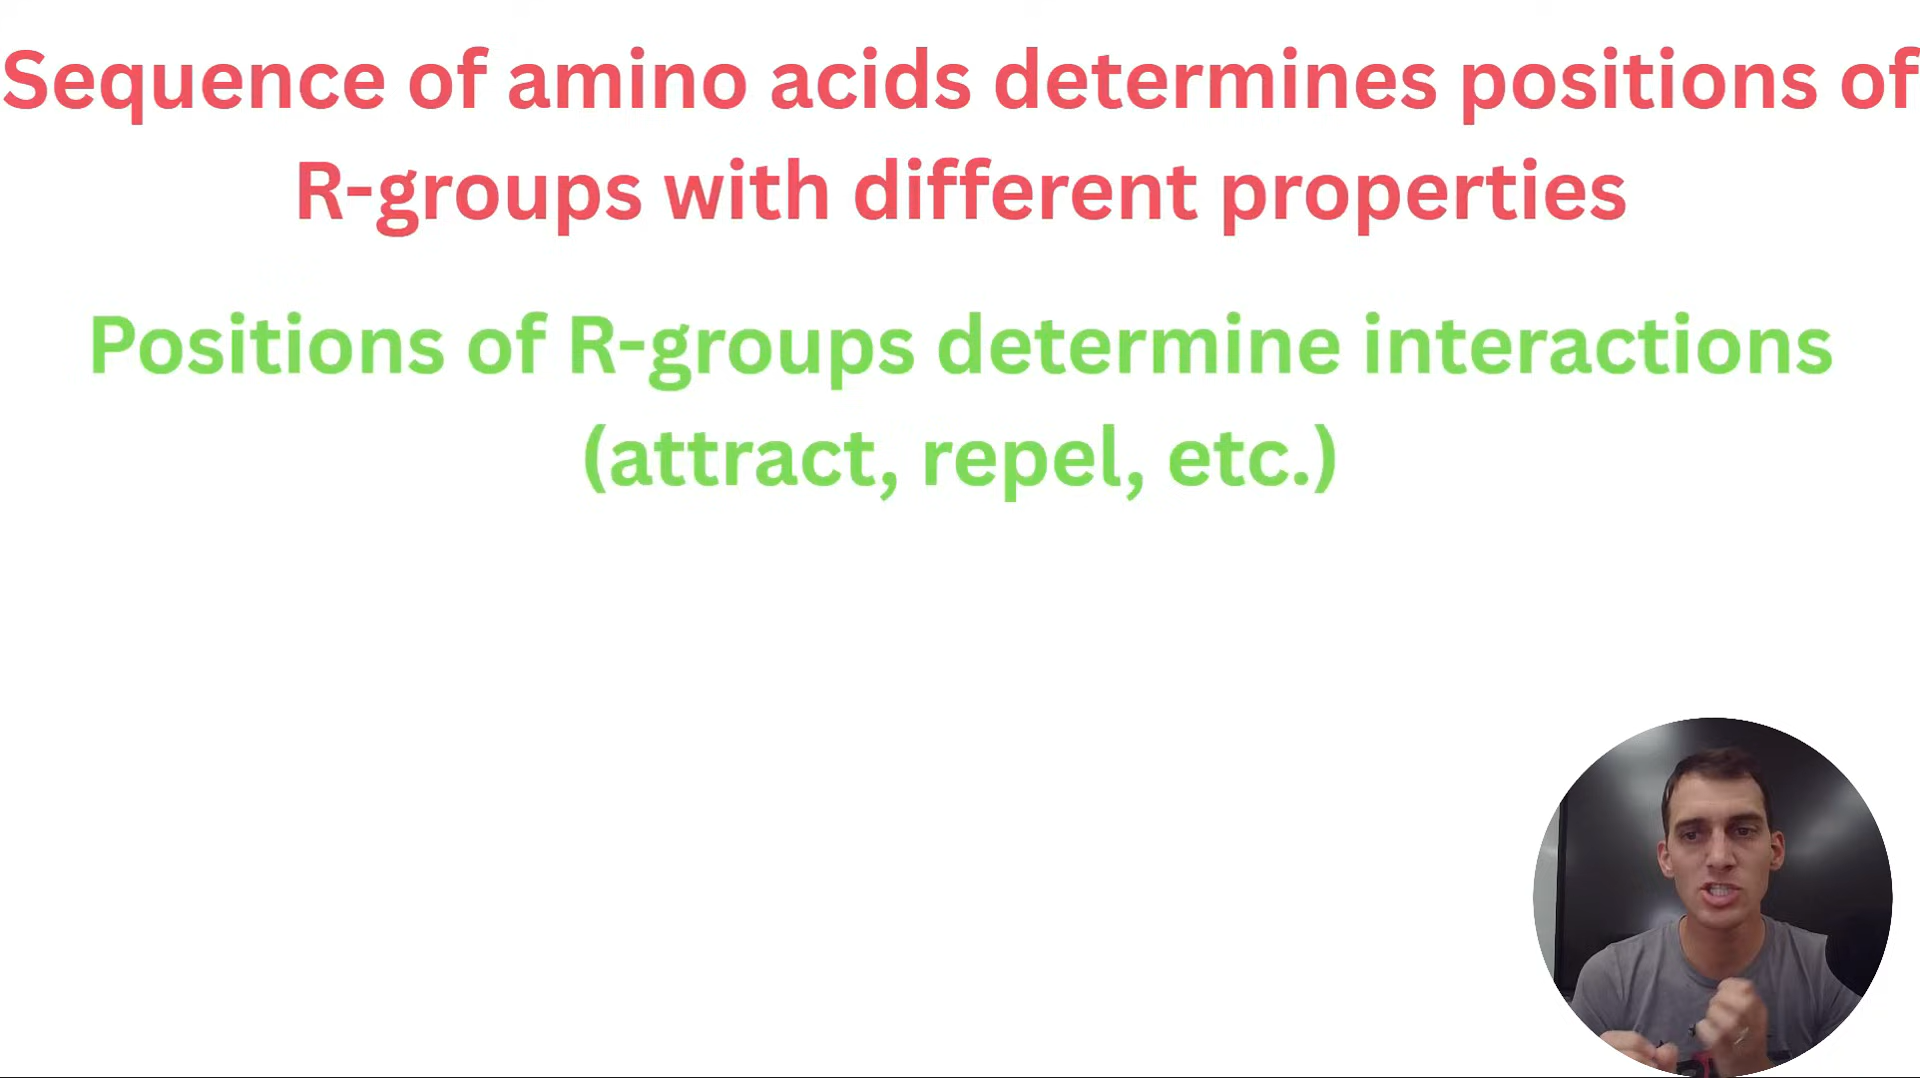 Sequence of amino acids determines positions of
R-groups with different properties
Positions of R-groups determine interactions
(attract, repel, etc.)